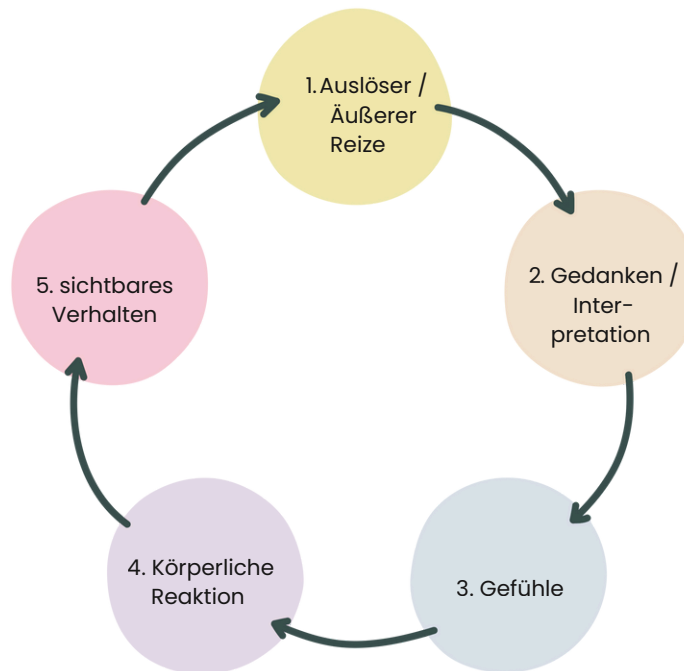 1. Auslöser /
Äußerer
Reize
2. Gedanken /
Inter-
pretation
3. Gefühle
4. Körperliche
Reaktion
5. sichtbares
Verhalten